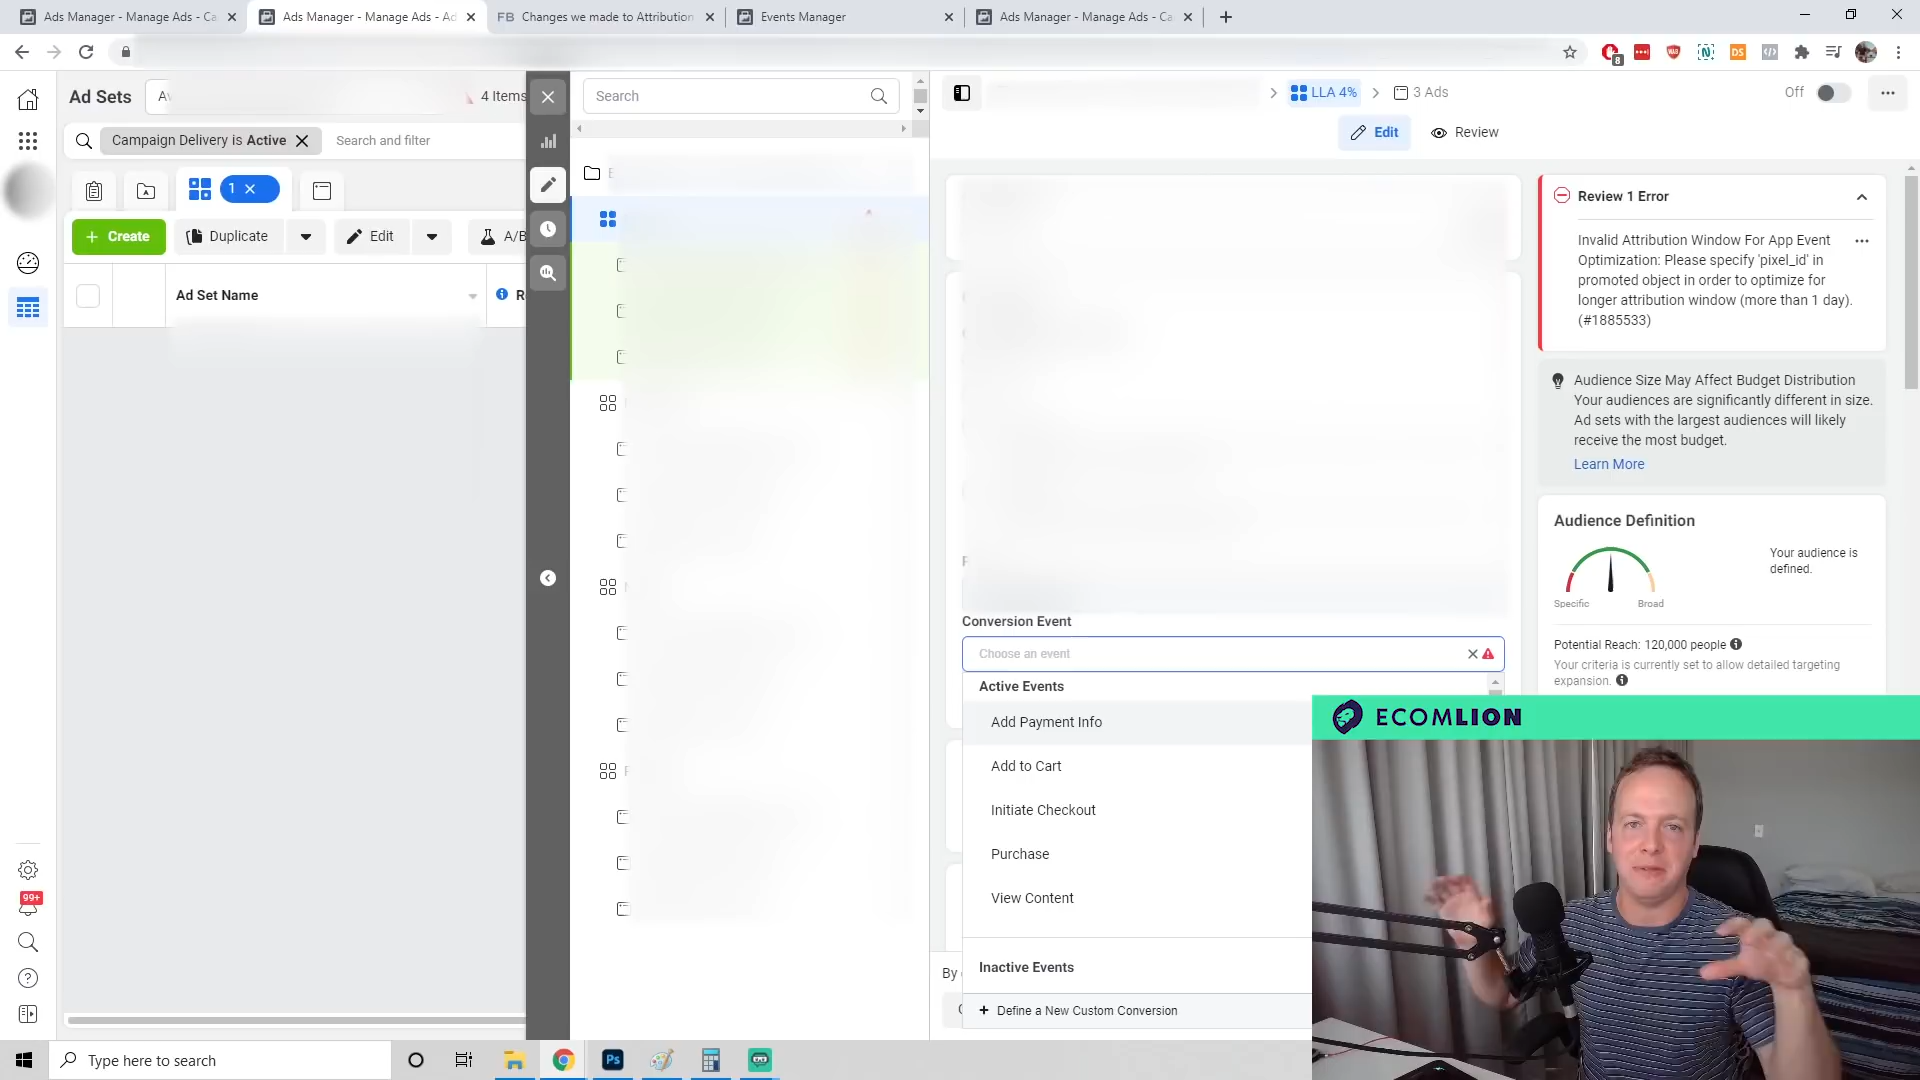 Ads Manager - Manage Ads - Ca
Ads Manager - Manage Ads - Ad
FB Changes we made to Attribution
Events Manager
Ads Manager - Manage Ads - Ca
8
DS
Ad Sets
4 Items
Campaign Delivery is Active
Search and filter
1
Create
Duplicate
Edit
A/B
Ad Set Name
R
99+
Search
LLA 4%
3 Ads
Off
Edit
Review
Conversion Event
Choose an event
Active Events
Add Payment Info
Add to Cart
Initiate Checkout
Purchase
View Content
Inactive Events
By
+ Define a New Custom Conversion
Review 1 Error
Invalid Attribution Window For App Event
Optimization: Please specify 'pixel_id' in
promoted object in order to optimize for
longer attribution window (more than 1 day).
(#1885533)
Audience Size May Affect Budget Distribution
Your audiences are significantly different in size.
Ad sets with the largest audiences will likely
receive the most budget.
Learn More
Audience Definition
Your audience is
defined.
Specific
Broad
Potential Reach: 120,000 people
Your criteria is currently set to allow detailed targeting
expansion.
ECOMLION
Type here to search
Ps